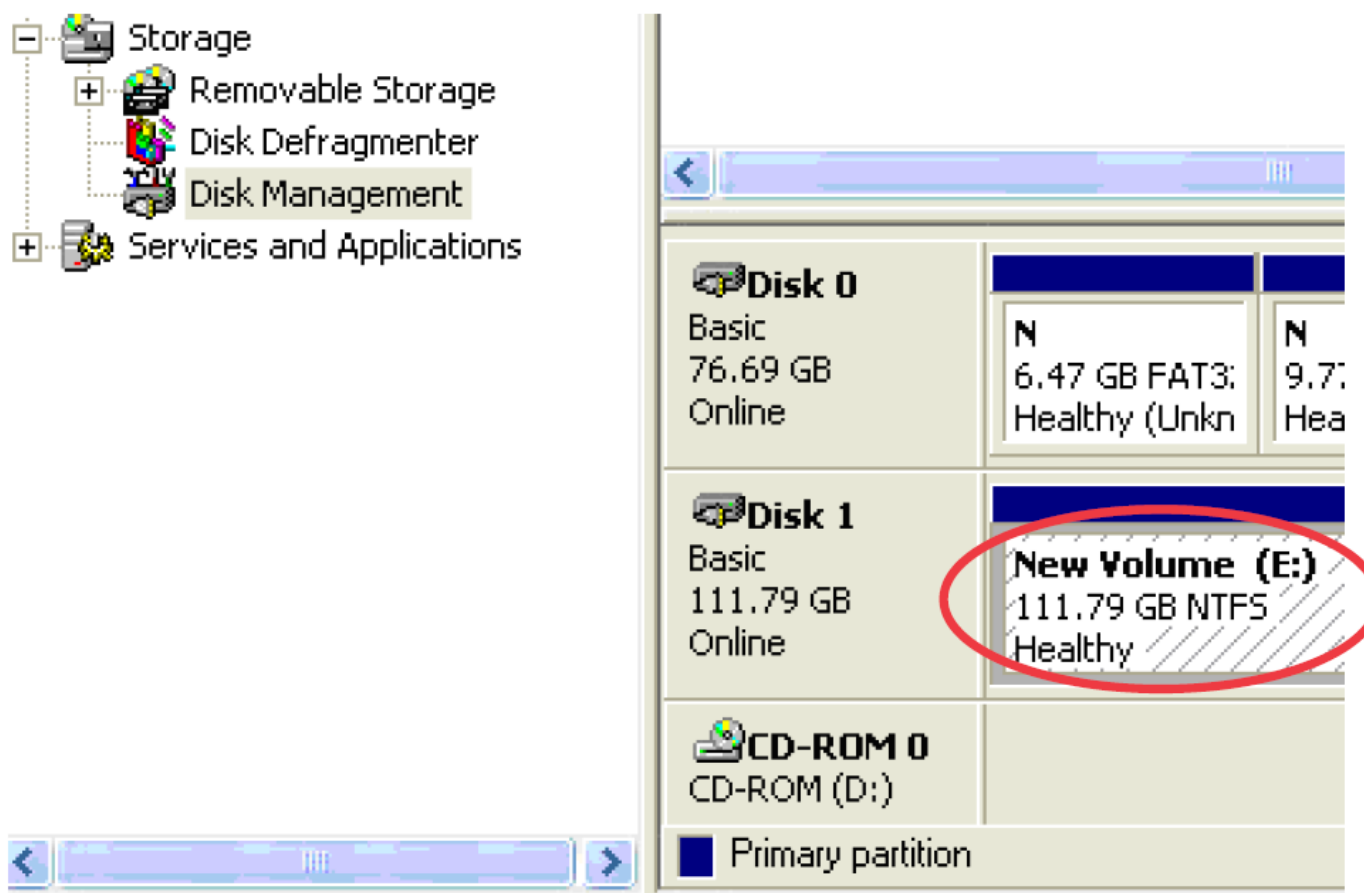 Storage
Removable Storage
Disk Defragmenter
Disk Management
Services and Applications
Disk 0
Basic
76.69 GB
Online
N
6.47 GB FAT3
Healthy (Unkn
N
9.77
Hea
Disk 1
Basic
111.79 GB
Online
New Volume (E:)
111.79 GB NTFS
Healthy
CD-ROM 0
CD-ROM (D:)
Primary partition